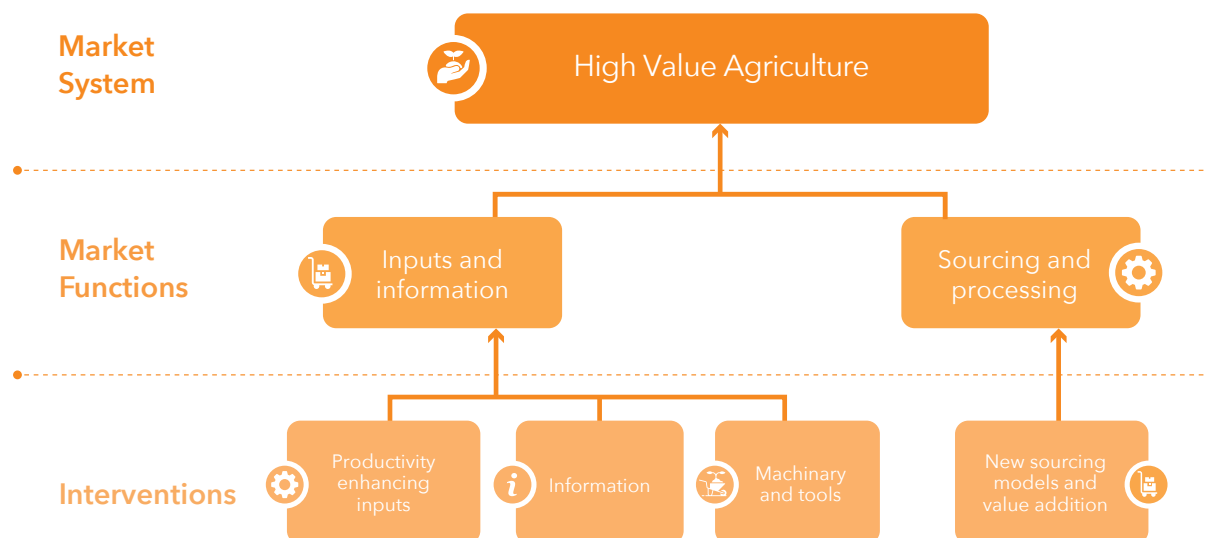 Market
System
High Value Agriculture
Market
Functions
Inputs and
information
Sourcing and
processing
Interventions
Productivity
enhancing
inputs
Information
Machinary
and tools
New sourcing
models and
value addition